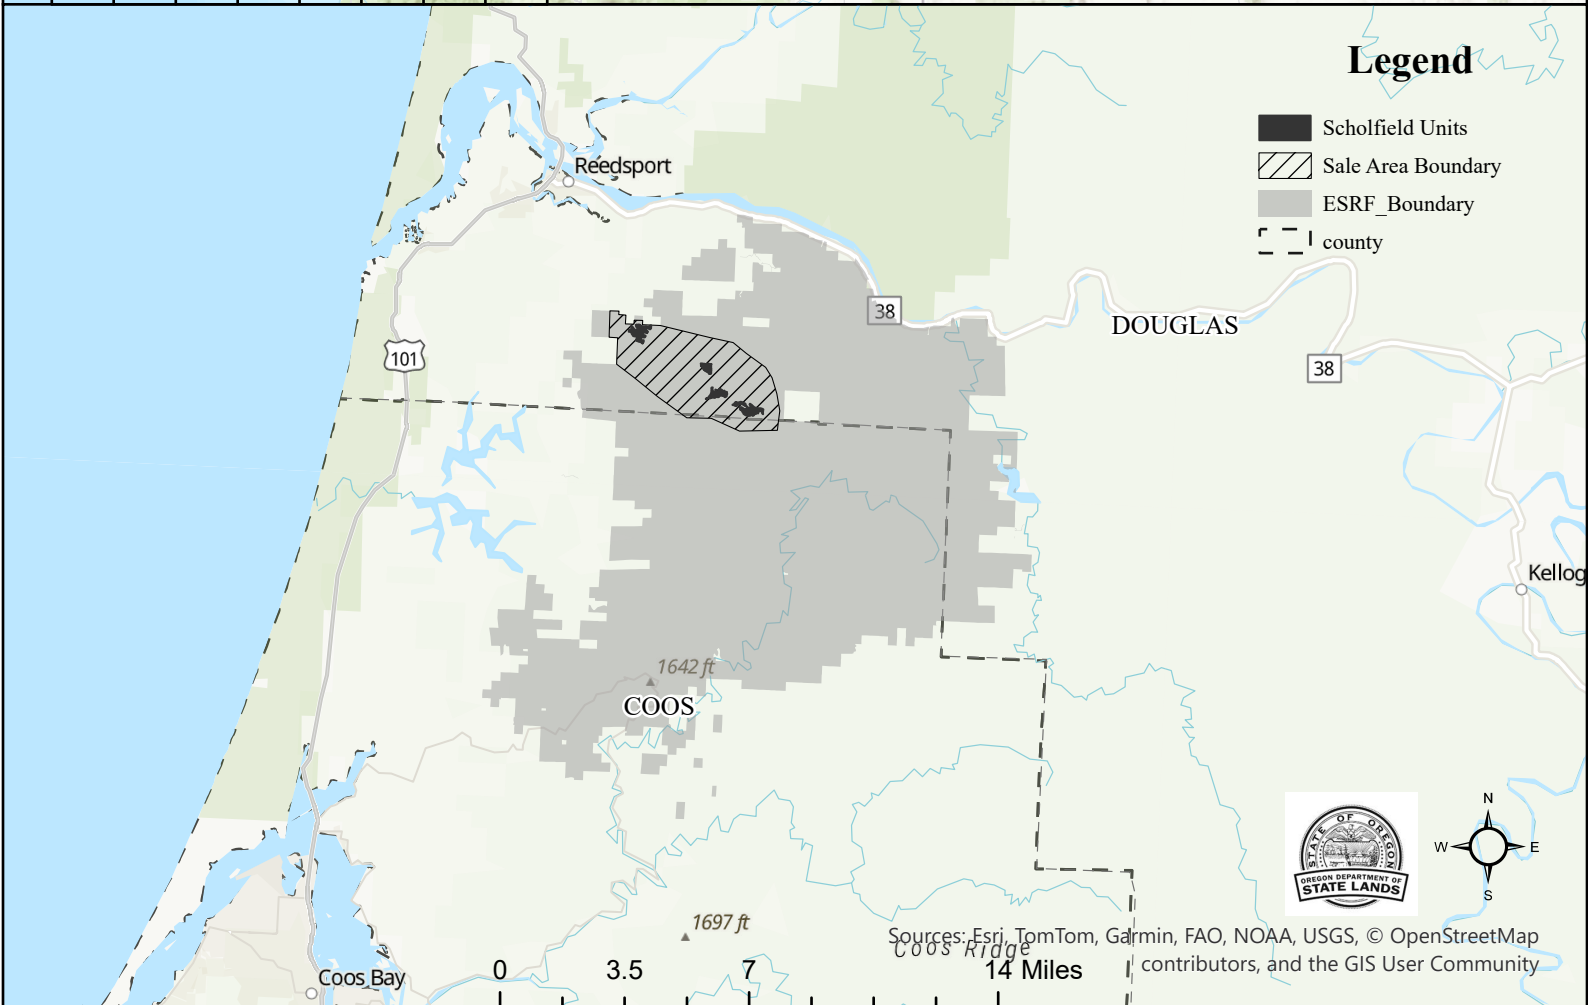 Legend
Scholfield Units
Sale Area Boundary
ESRF_Boundary
county
Reedsport
38
DOUGLAS
101
38
Kellog
1642 ft
COOS
STATE OF OREGON
OREGON DEPARTMENT OF
STATE LANDS
N
W E
S
1697 ft
Sources: Esri, TomTom, Garmin, FAO, NOAA, USGS, © OpenStreetMap
contributors, and the GIS User Community
Coos Ridge
Coos Bay
0 3.5 7 14 Miles